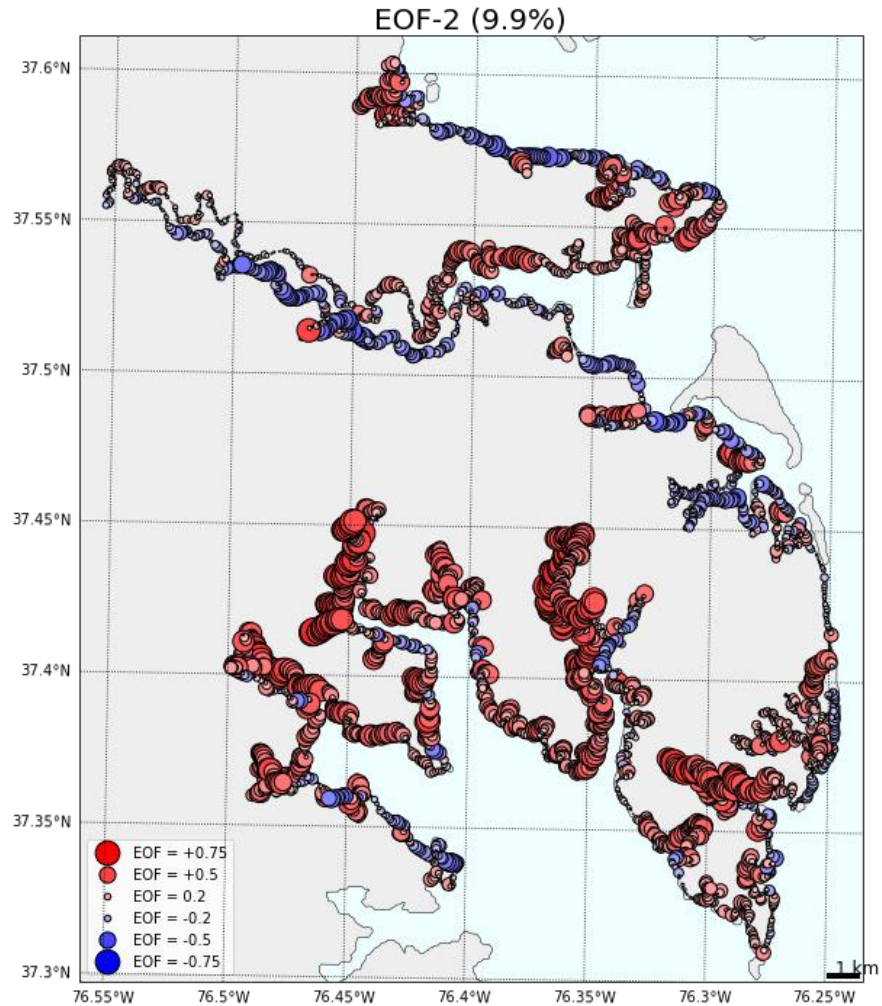 EOF-2 (9.9%)
37.6°N
37.55°N
37.5°N
37.45°N
37.4°N
37.35°N
37.3°N
EOF = +0.75
EOF = +0.5
EOF = 0.2
EOF = -0.2
EOF = -0.5
EOF = -0.75
1 km
76.55°W 76.5°W 76.45°W 76.4°W 76.35°W 76.3°W 76.25°W